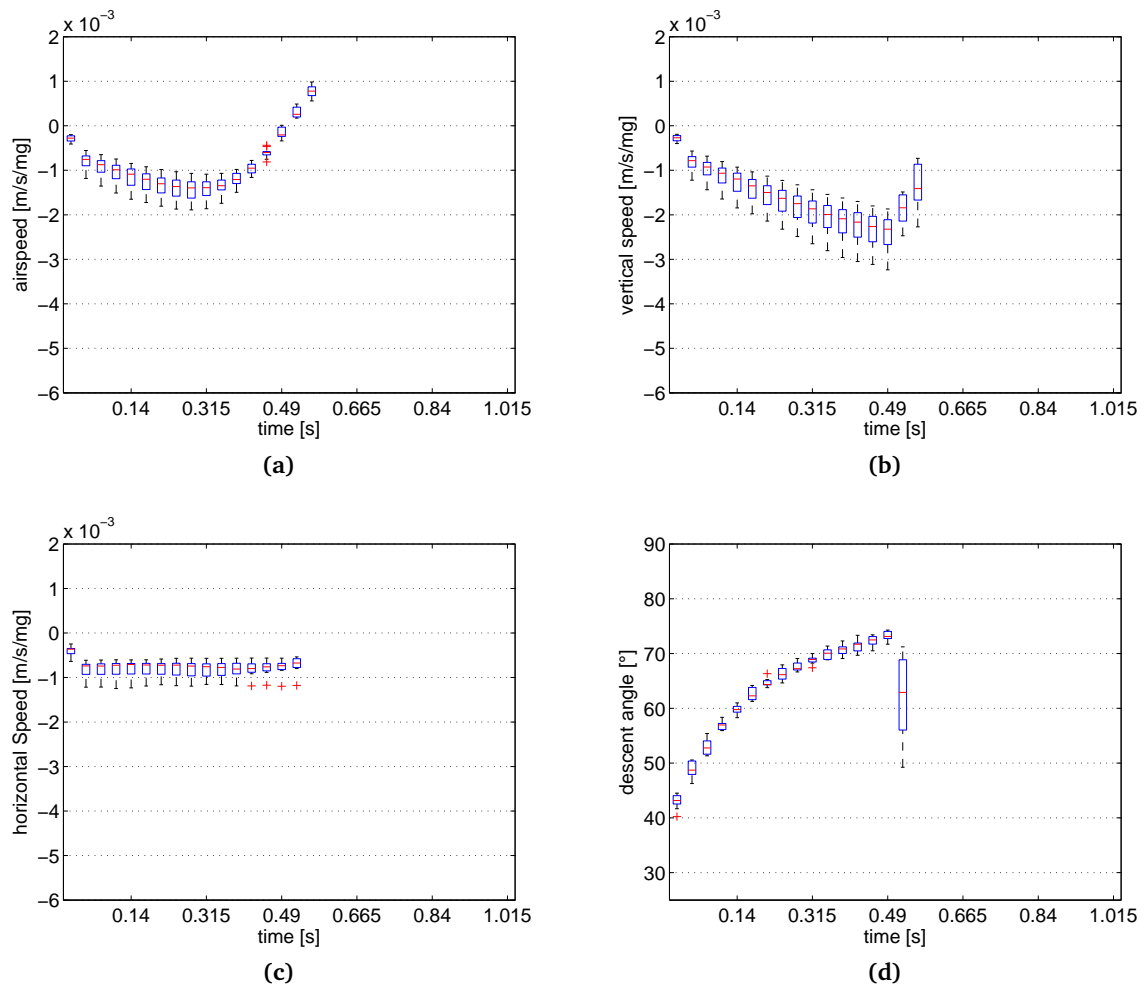 x 10⁻³
2
1
0
−1
−2
−3
−4
−5
−6
airspeed [m/s/mg]
0.14 0.315 0.49 0.665 0.84 1.015
time [s]
(a)
x 10⁻³
2
1
0
−1
−2
−3
−4
−5
−6
vertical speed [m/s/mg]
0.14 0.315 0.49 0.665 0.84 1.015
time [s]
(b)
x 10⁻³
2
1
0
−1
−2
−3
−4
−5
−6
horizontal Speed [m/s/mg]
0.14 0.315 0.49 0.665 0.84 1.015
time [s]
(c)
90
80
70
60
50
40
30
descent angle [°]
0.14 0.315 0.49 0.665 0.84 1.015
time [s]
(d)